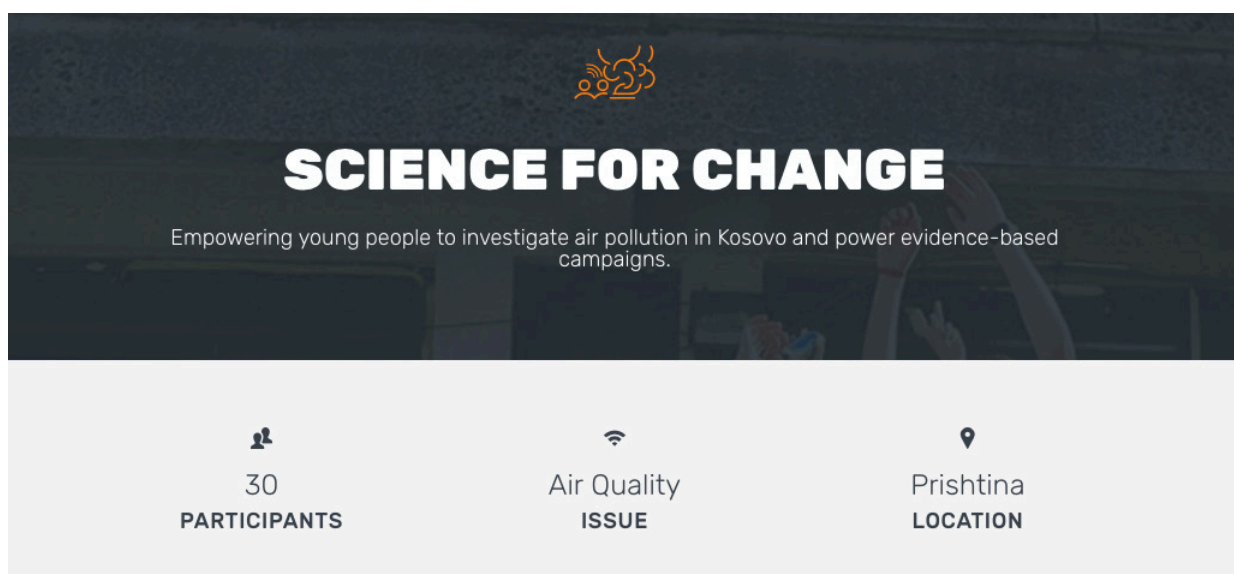 SCIENCE FOR CHANGE
Empowering young people to investigate air pollution in Kosovo and power evidence-based
campaigns.
30
PARTICIPANTS
Air Quality
ISSUE
Prishtina
LOCATION